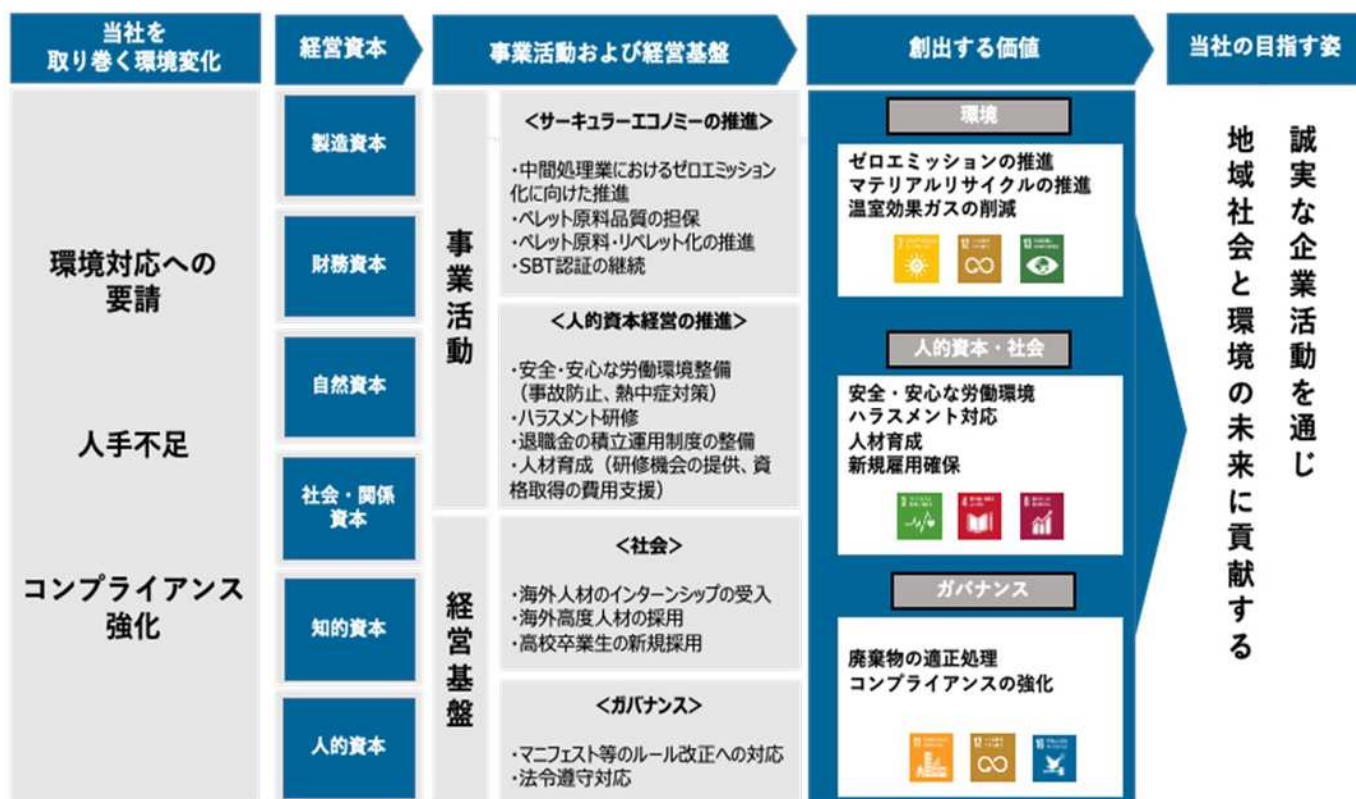 当社を
取り巻く環境変化
経営資本
事業活動および経営基盤
創出する価値
当社の目指す姿
環境対応への
要請
人手不足
コンプライアンス
強化
製造資本
財務資本
自然資本
社会・関係
資本
知的資本
人的資本
事業活動
<サーキュラーエコノミーの推進>
・中間処理業におけるゼロエミッション
化に向けた推進
・ペレット原料品質の担保
・ペレット原料・リペレット化の推進
・SBT認証の継続
<人的資本経営の推進>
・安全・安心な労働環境整備
（事故防止、熱中症対策）
・ハラスメント研修
・退職金の積立運用制度の整備
・人材育成（研修機会の提供、資
格取得の費用支援）
経営基盤
<社会>
・海外人材のインターンシップの受入
・海外高度人材の採用
・高校卒業生の新規採用
<ガバナンス>
・マニフェスト等のルール改正への対応
・法令遵守対応
環境
ゼロエミッションの推進
マテリアルリサイクルの推進
温室効果ガスの削減
7
12
13
人的資本・社会
安全・安心な労働環境
ハラスメント対応
人材育成
新規雇用確保
3
4
8
ガバナンス
廃棄物の適正処理
コンプライアンスの強化
11
12
16
誠実な企業活動を通じ
地域社会と環境の未来に貢献する